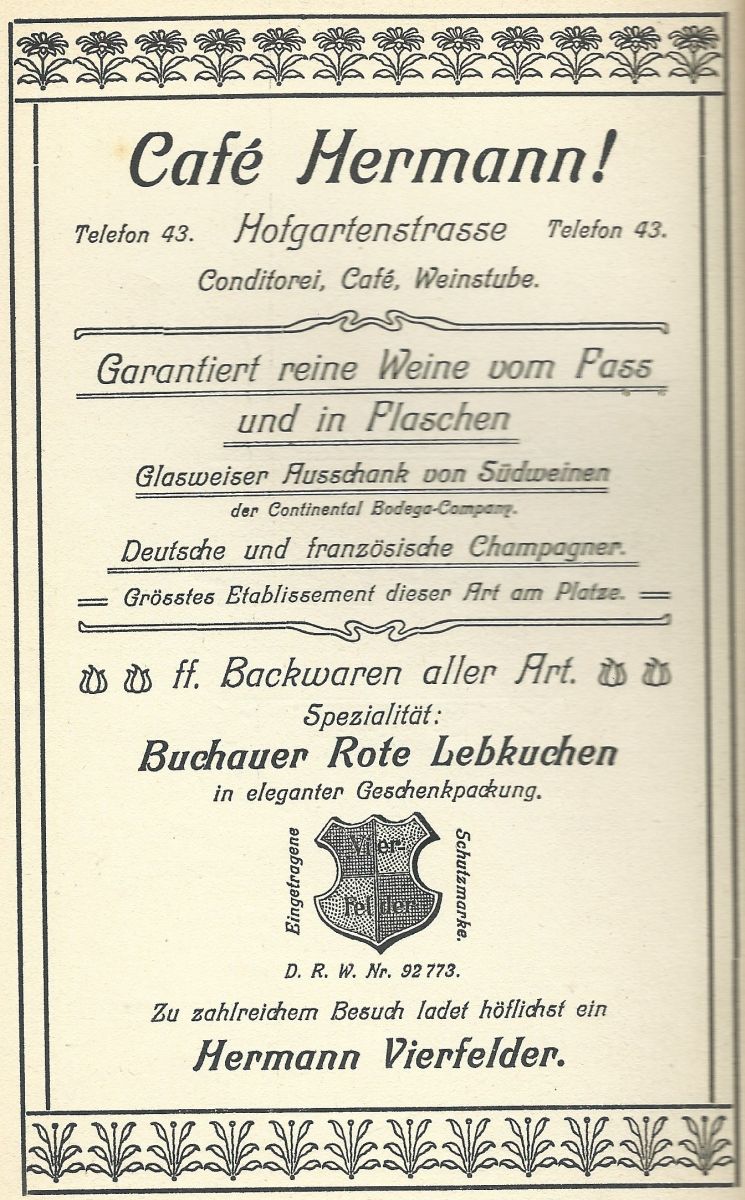 Café Hermann!
Telefon 43. Hofgartenstrasse Telefon 43.
Conditorei, Café, Weinstube.
Garantiert reine Weine vom Fass
und in Flaschen
Glasweiser Ausschank von Südweinen
der Continental Bodega-Company.
Deutsche und französische Champagner.
Grösstes Etablissement dieser Art am Platze.
ff. Backwaren aller Art.
Spezialität:
Buchauer Rote Lebkuchen
in eleganter Geschenkpackung.
Eingetragene
Vier-
felder
Schutzmarke.
D. R. W. Nr. 92773.
Zu zahlreichem Besuch ladet höflichst ein
Hermann Vierfelder.